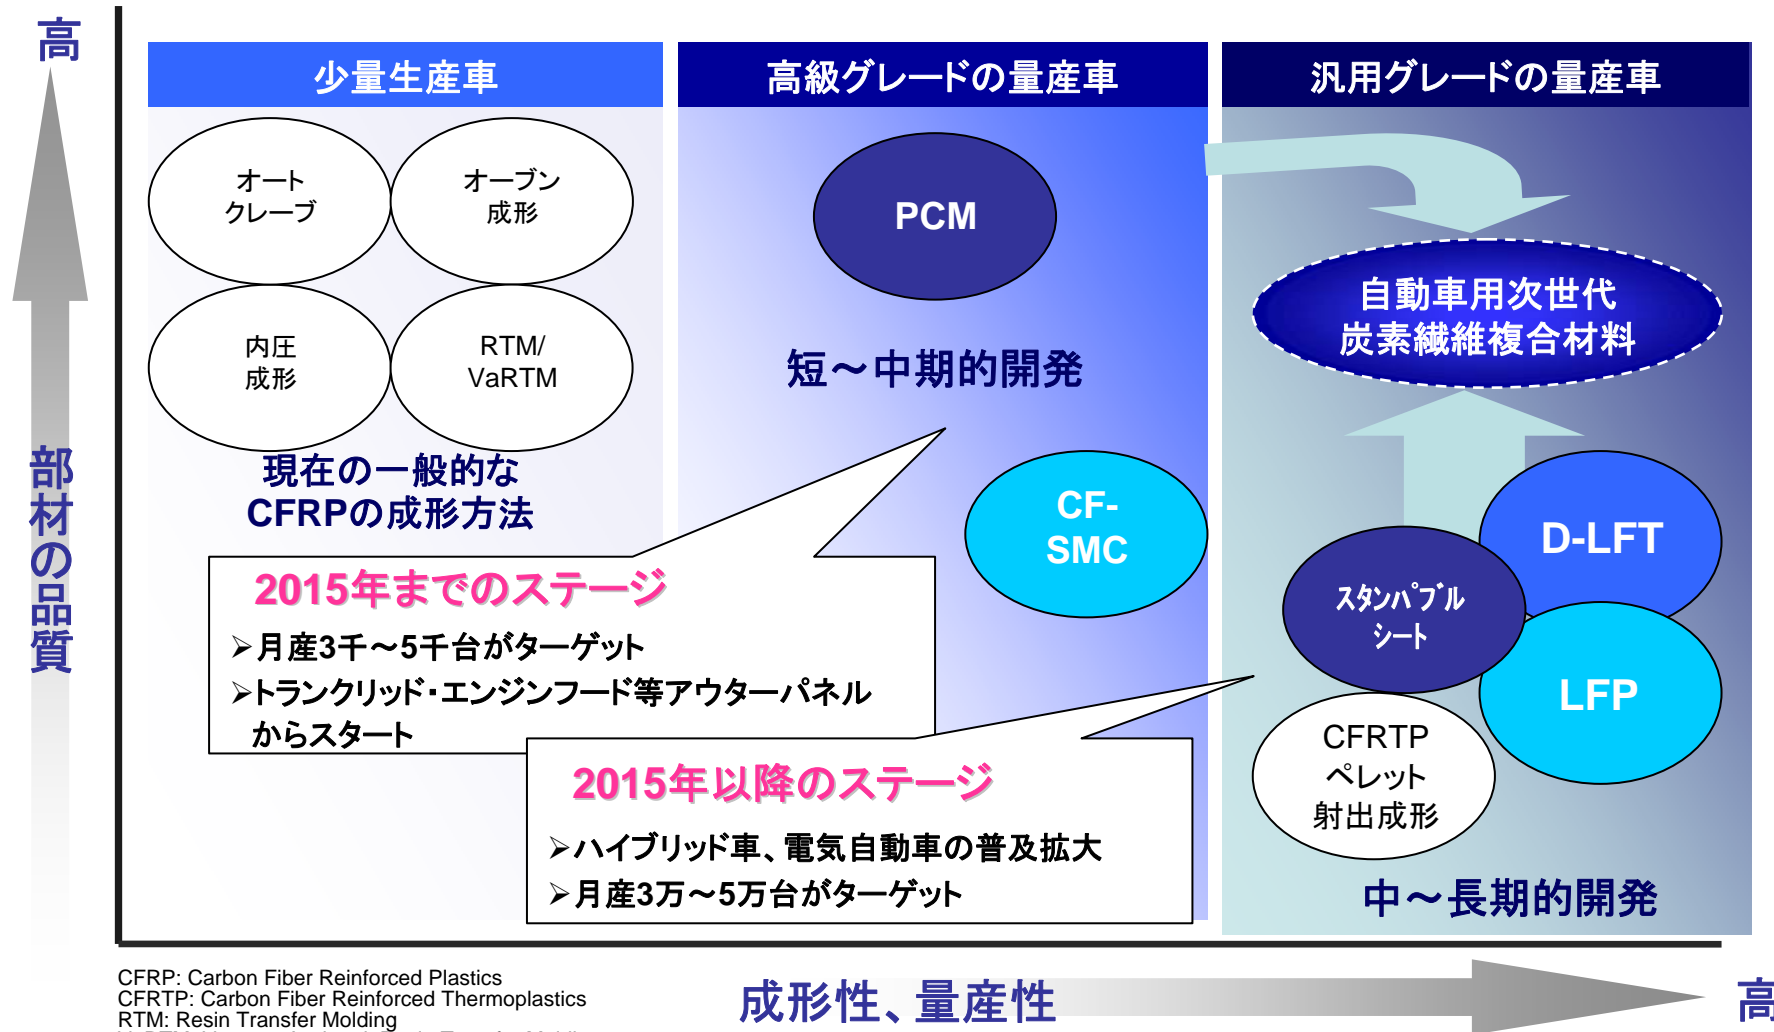 高
部材の品質
少量生産車
高級グレードの量産車
汎用グレードの量産車
オート
クレーブ
オーブン
成形
内圧
成形
RTM/
VaRTM
現在の一般的な
CFRPの成形方法
PCM
短～中期的開発
CF-
SMC
自動車用次世代
炭素繊維複合材料
D-LFT
スタンパブル
シート
LFP
CFRTP
ペレット
射出成形
中～長期的開発
2015年までのステージ
➢月産3千～5千台がターゲット
➢トランクリッド・エンジンフード等アウターパネル
からスタート
2015年以降のステージ
➢ハイブリッド車、電気自動車の普及拡大
➢月産3万～5万台がターゲット
成形性、量産性
高
CFRP: Carbon Fiber Reinforced Plastics
CFRTP: Carbon Fiber Reinforced Thermoplastics
RTM: Resin Transfer Molding